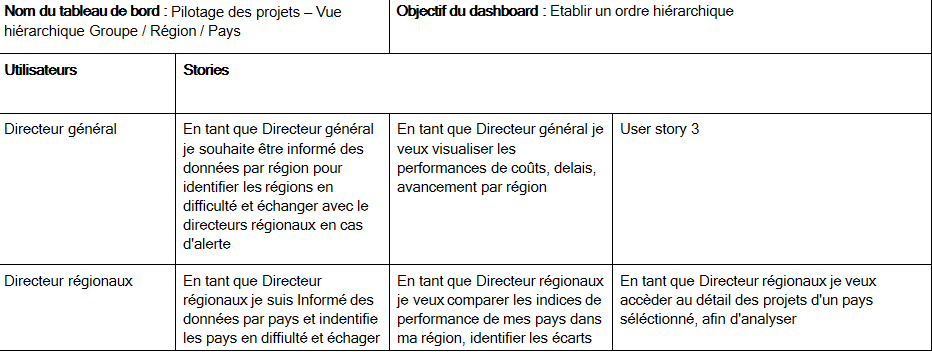 Nom du tableau de bord : Pilotage des projets – Vue
hiérarchique Groupe / Région / Pays
Objectif du dashboard : Etablir un ordre hiérarchique
Utilisateurs
Stories
Directeur général
En tant que Directeur général
je souhaite être informé des
données par région pour
identifier les régions en
difficulté et échanger avec le
directeurs régionaux en cas
d'alerte
En tant que Directeur général je
veux visualiser les
performances de coûts, delais,
avancement par région
User story 3
Directeur régionaux
En tant que Directeur
régionaux je suis Informé des
données par pays et indentifie
les pays en diffiulté et échager
En tant que Directeur régionaux
je veux comparer les indices de
performance de mes pays dans
ma région, identifier les écarts
En tant que Directeur régionaux je veux
accèder au détail des projets d'un pays
séléctionné, afin d'analyser